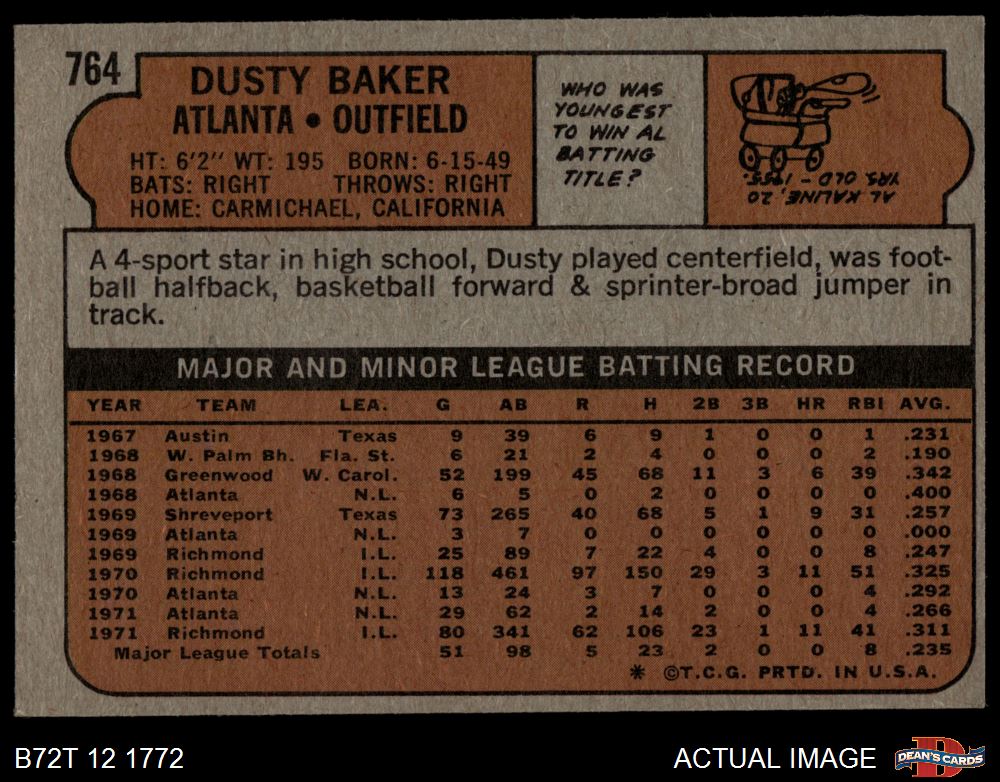 764
DUSTY BAKER
ATLANTA • OUTFIELD
HT: 6'2" WT: 195 BORN: 6-15-49
BATS: RIGHT THROWS: RIGHT
HOME: CARMICHAEL, CALIFORNIA
WHO WAS
YOUNGEST
TO WIN AL
BATTING
TITLE?
AL KALINE, 20
YRS. OLD - 1955.
A 4-sport star in high school, Dusty played centerfield, was foot-
ball halfback, basketball forward & sprinter-broad jumper in
track.
MAJOR AND MINOR LEAGUE BATTING RECORD
YEAR TEAM LEA. G AB R H 2B 3B HR RBI AVG.
1967 Austin Texas 9 39 6 9 1 0 0 1 .231
1968 W. Palm Bh. Fla. St. 6 21 2 4 0 0 0 2 .190
1968 Greenwood W. Carol. 52 199 45 68 11 3 6 39 .342
1968 Atlanta N.L. 6 5 0 2 0 0 0 0 .400
1969 Shreveport Texas 73 265 40 68 5 1 9 31 .257
1969 Atlanta N.L. 3 7 0 0 0 0 0 0 .000
1969 Richmond I.L. 25 89 7 22 4 0 0 8 .247
1970 Richmond I.L. 118 461 97 150 29 3 11 51 .325
1970 Atlanta N.L. 13 24 3 7 0 0 0 4 .292
1971 Atlanta N.L. 29 62 2 14 2 0 0 4 .266
1971 Richmond I.L. 80 341 62 106 23 1 11 41 .311
Major League Totals 51 98 5 23 2 0 0 8 .235
* ©T.C.G. PRTD. IN U.S.A.
B72T 12 1772
ACTUAL IMAGE
D
DEAN'S CARDS